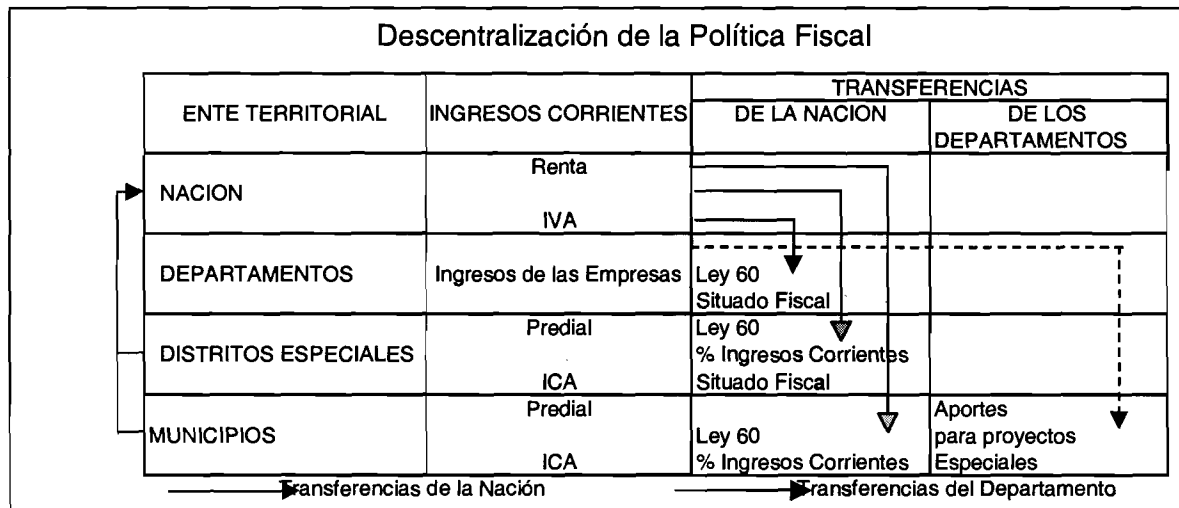 Descentralización de la Política Fiscal
TRANSFERENCIAS
ENTE TERRITORIAL INGRESOS CORRIENTES DE LA NACION DE LOS
DEPARTAMENTOS
Renta
NACION
IVA
DEPARTAMENTOS Ingresos de las Empresas Ley 60
Situado Fiscal
Predial Ley 60
DISTRITOS ESPECIALES % Ingresos Corrientes
ICA Situado Fiscal
Predial Aportes
MUNICIPIOS Ley 60 para proyectos
ICA % Ingresos Corrientes Especiales
Transferencias de la Nación Transferencias del Departamento